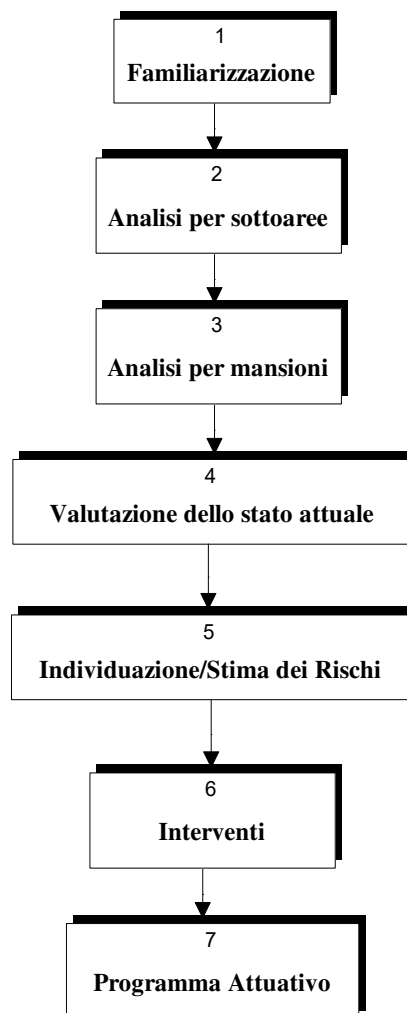 1
Familiarizzazione
2
Analisi per sottoaree
3
Analisi per mansioni
4
Valutazione dello stato attuale
5
Individuazione/Stima dei Rischi
6
Interventi
7
Programma Attuativo